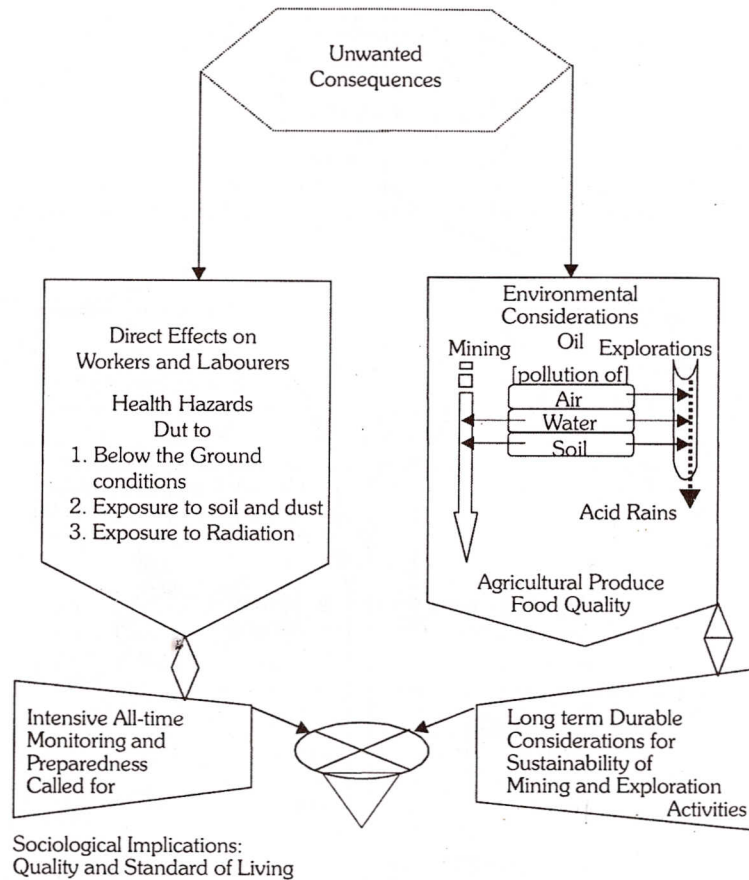 Unwanted
Consequences
Direct Effects on
Workers and Labourers
Health Hazards
Dut to
1. Below the Ground
conditions
2. Exposure to soil and dust
3. Exposure to Radiation
Environmental
Considerations
Oil
Mining
Explorations
[pollution of]
Air
Water
Soil
Acid Rains
Agricultural Produce
Food Quality
Intensive All-time
Monitoring and
Preparedness
Called for
Long term Durable
Considerations for
Sustainability of
Mining and Exploration
Activities
Sociological Implications:
Quality and Standard of Living